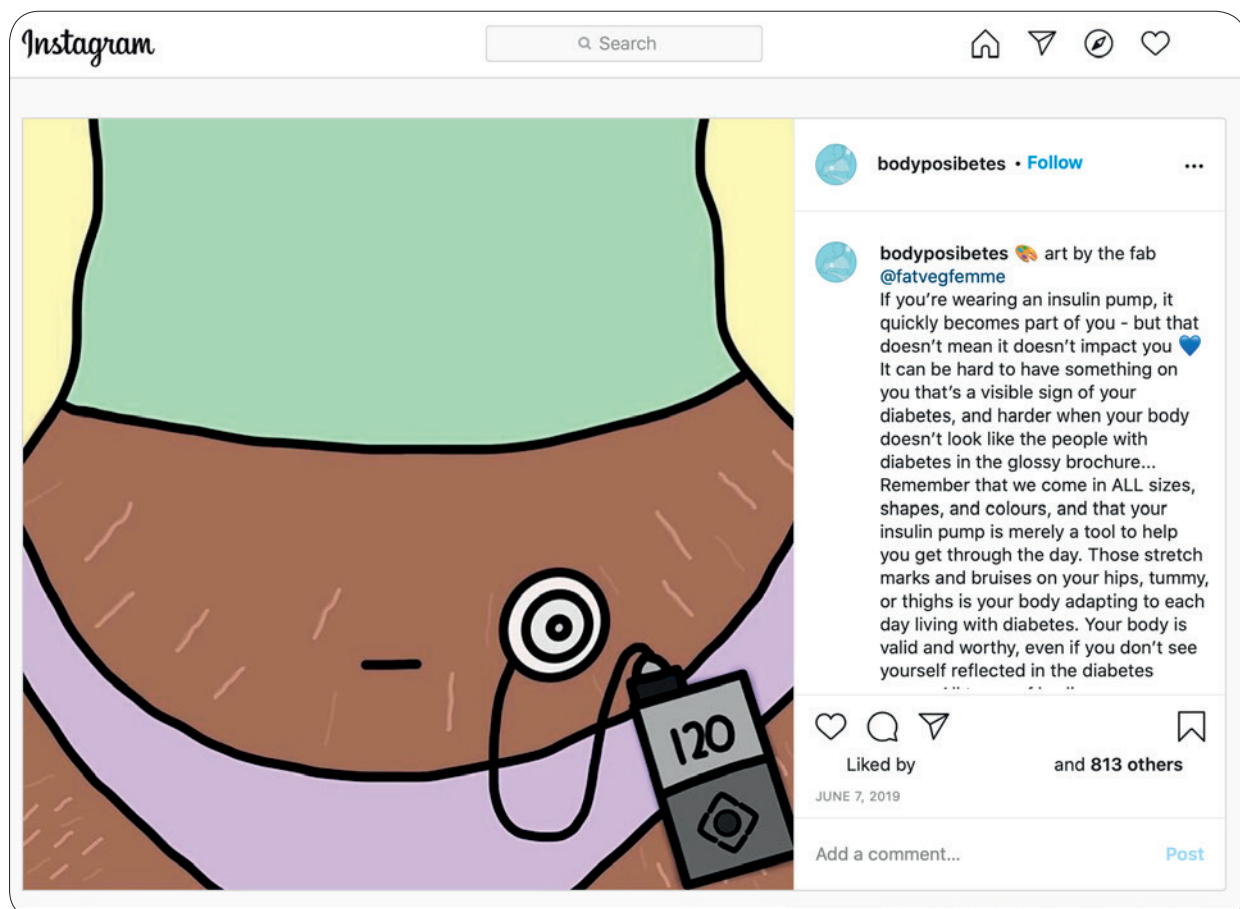 Instagram
Search
bodyposibetes • Follow
bodyposibetes 🎨 art by the fab
@fatvegfemme
If you’re wearing an insulin pump, it
quickly becomes part of you - but that
doesn’t mean it doesn’t impact you 💙
It can be hard to have something on
you that’s a visible sign of your
diabetes, and harder when your body
doesn’t look like the people with
diabetes in the glossy brochure...
Remember that we come in ALL sizes,
shapes, and colours, and that your
insulin pump is merely a tool to help
you get through the day. Those stretch
marks and bruises on your hips, tummy,
or thighs is your body adapting to each
day living with diabetes. Your body is
valid and worthy, even if you don’t see
yourself reflected in the diabetes
120
Liked by and 813 others
JUNE 7, 2019
Add a comment... Post